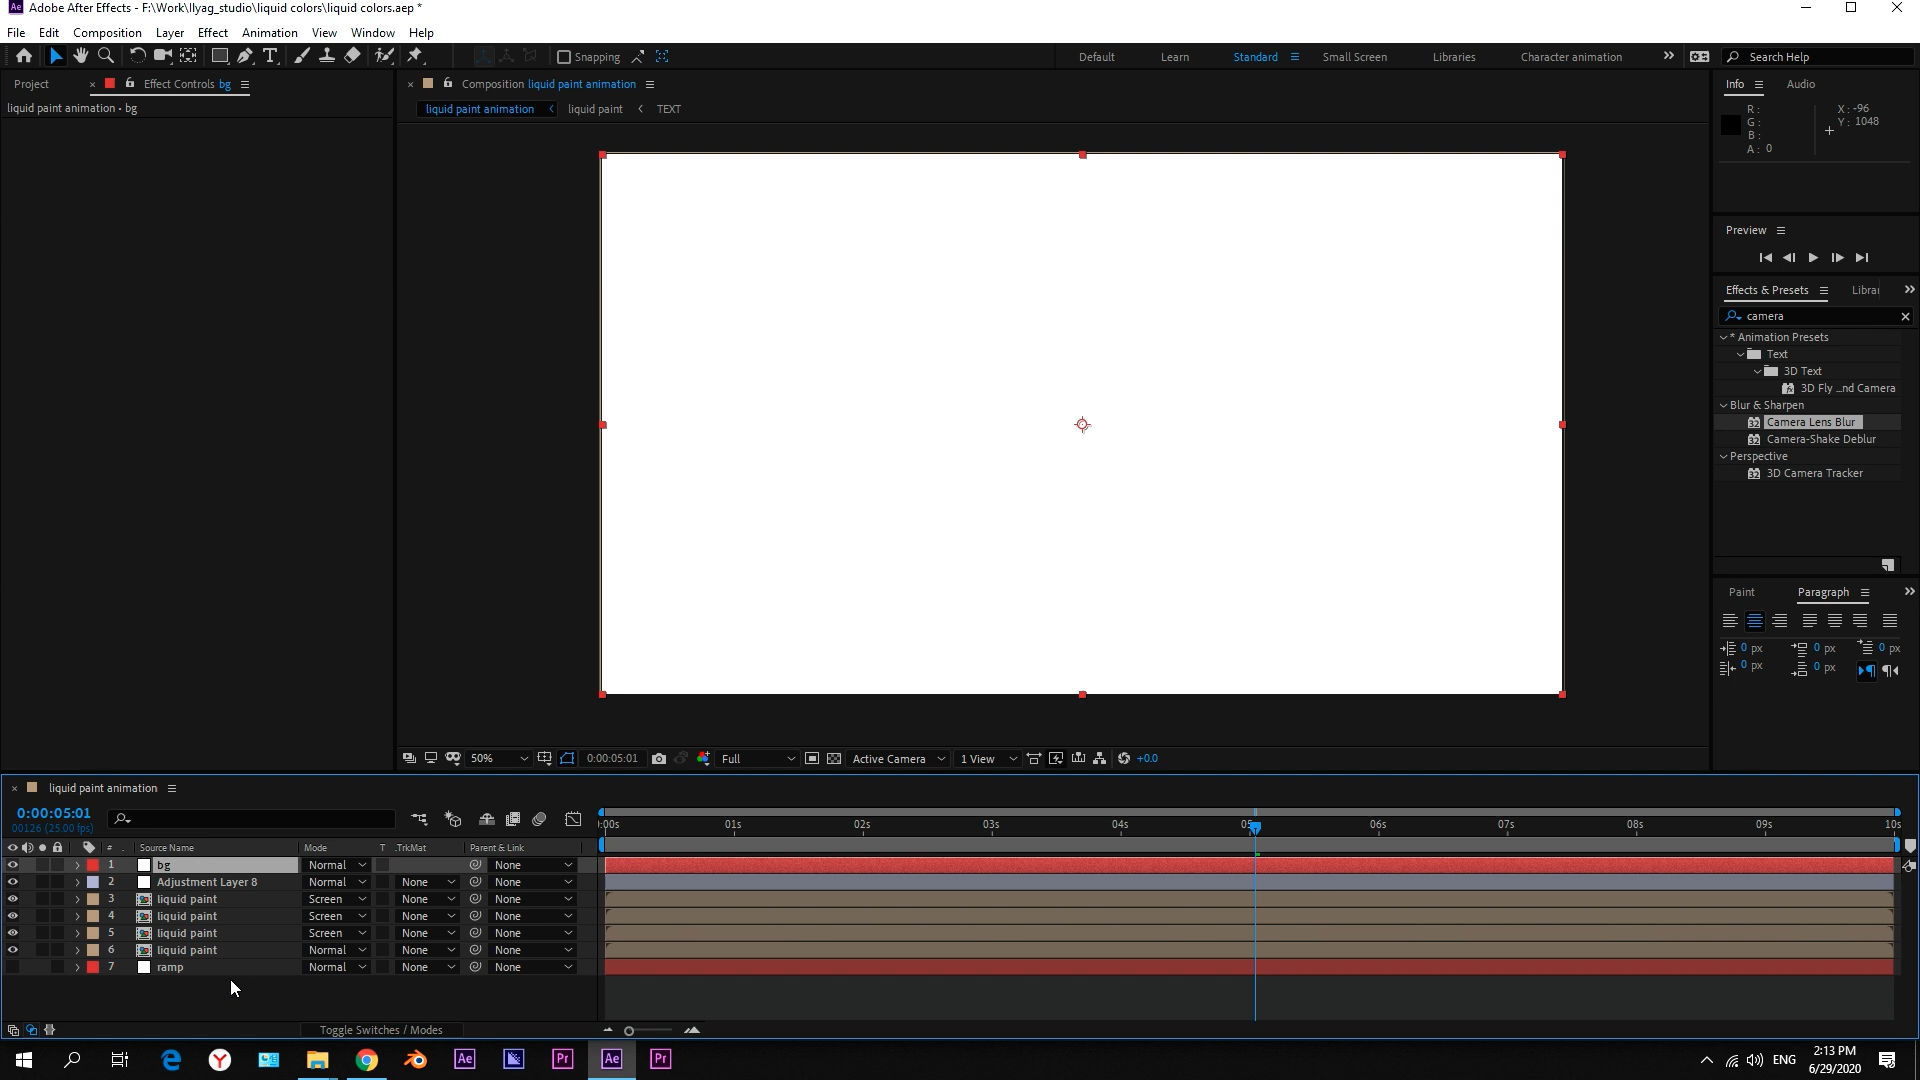 Adobe After Effects - F:\Work\Ilyag_studio\liquid colors\liquid colors.aep *
File Edit Composition Layer Effect Animation View Window Help
Snapping
Default Learn Standard Small Screen Libraries Character animation
Search Help
Project Effect Controls bg
liquid paint animation • bg
Composition liquid paint animation
liquid paint animation liquid paint TEXT
Info Audio
R:
G:
B:
A: 0
X: -96
Y: 1048
Preview
Effects & Presets Librar
camera
* Animation Presets
Text
3D Text
3D Fly ...nd Camera
Blur & Sharpen
Camera Lens Blur
Camera-Shake Deblur
Perspective
3D Camera Tracker
Paint Paragraph
0 px 0 px 0 px
0 px 0 px
50% 0:00:05:01 Full Active Camera 1 View +0.0
liquid paint animation
0:00:05:01
00126 (25.00 fps)
:00s 01s 02s 03s 04s 05s 06s 07s 08s 09s 10s
# Source Name Mode T .TrkMat Parent & Link
1 bg Normal None
2 Adjustment Layer 8 Normal None None
3 liquid paint Screen None None
4 liquid paint Screen None None
5 liquid paint Screen None None
6 liquid paint Normal None None
7 ramp Normal None None
Toggle Switches / Modes
Ae Pr Ae Pr
ENG
2:13 PM
6/29/2020